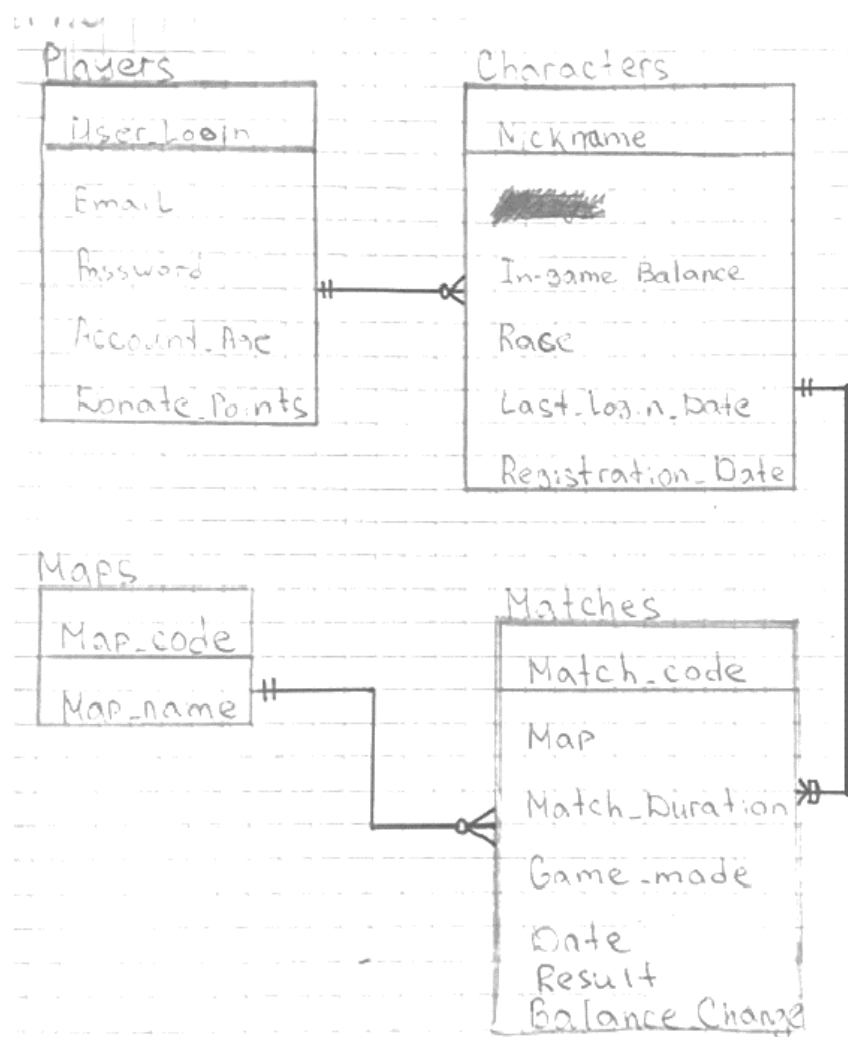 Players
User_Login
Email
Password
Account_Age
Donate_Points
Characters
Nickname
In-game Balance
Race
Last_login_Date
Registration_Date
Maps
Map_code
Map_name
Matches
Match_code
Map
Match_Duration
Game_mode
Date
Result
Balance_Change